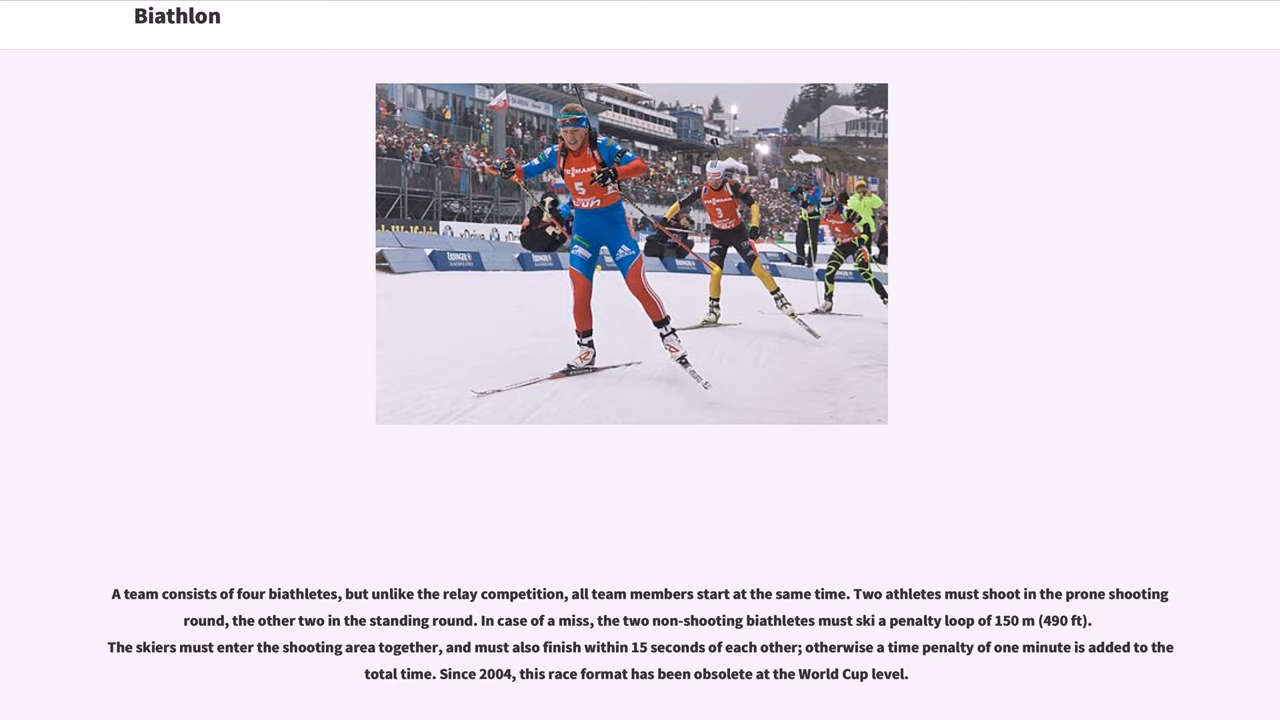 Biathlon
5
3
A team consists of four biathletes, but unlike the relay competition, all team members start at the same time. Two athletes must shoot in the prone shooting
round, the other two in the standing round. In case of a miss, the two non-shooting biathletes must ski a penalty loop of 150 m (490 ft).
The skiers must enter the shooting area together, and must also finish within 15 seconds of each other; otherwise a time penalty of one minute is added to the
total time. Since 2004, this race format has been obsolete at the World Cup level.